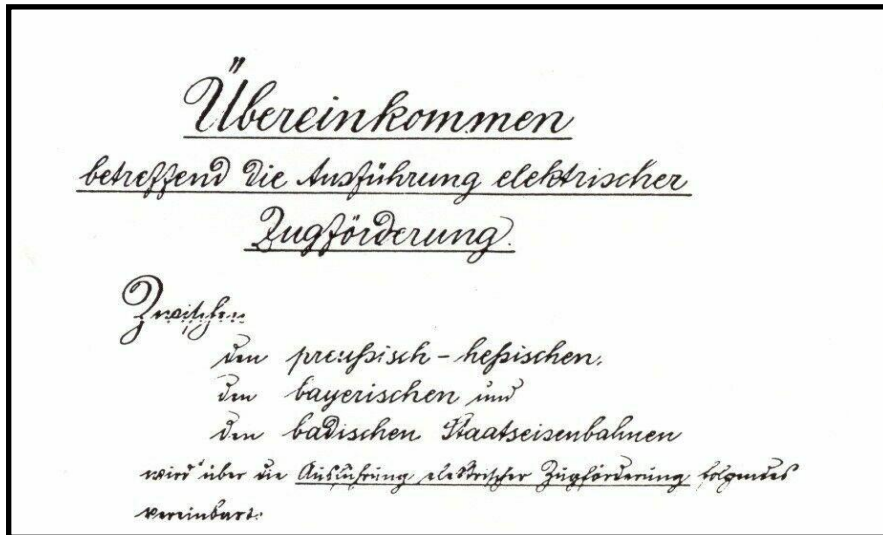 Übereinkommen
betreffend die Ausführung elektrischer
Zugförderung.
Zwischen
den preußisch-heßischen,
den bayerischen und
den badischen Staatseisenbahnen
wird über die Ausführung elektrischer Zugförderung folgendes
vereinbart: